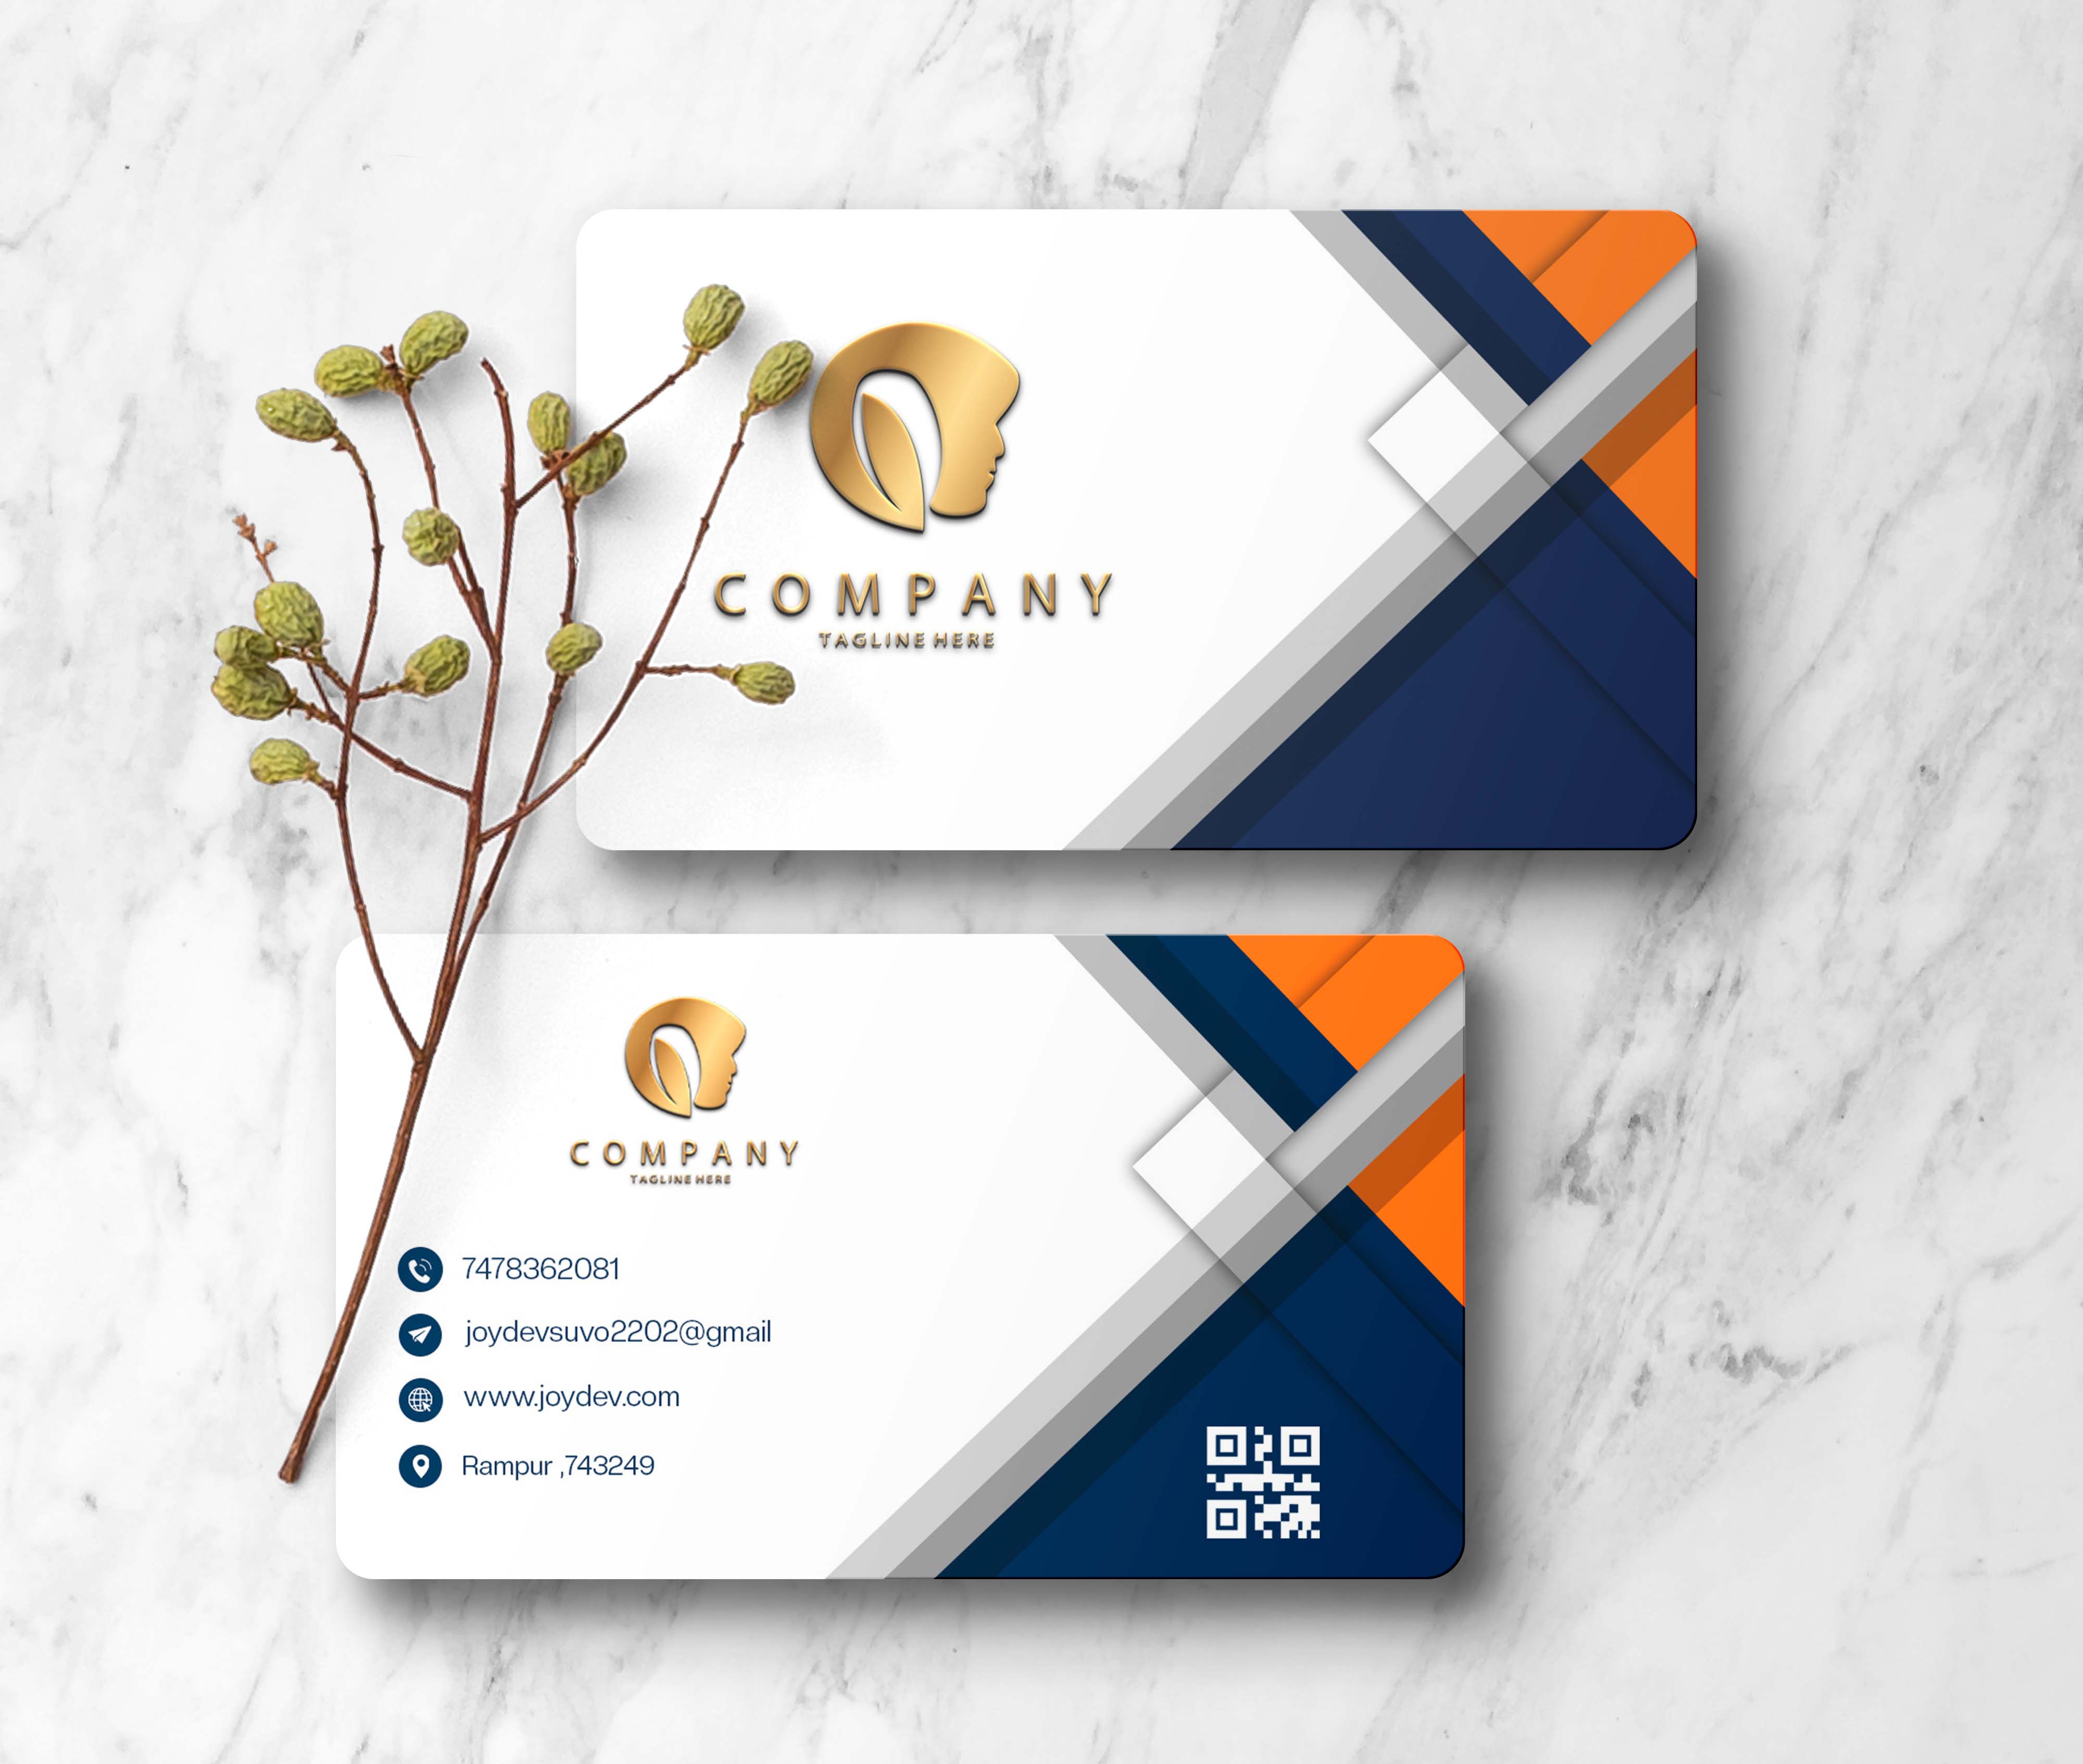 COMPANY
TAGLINE HERE
COMPANY
TAGLINE HERE
7478362081
joydevsuvo2202@gmail
www.joydev.com
Rampur ,743249